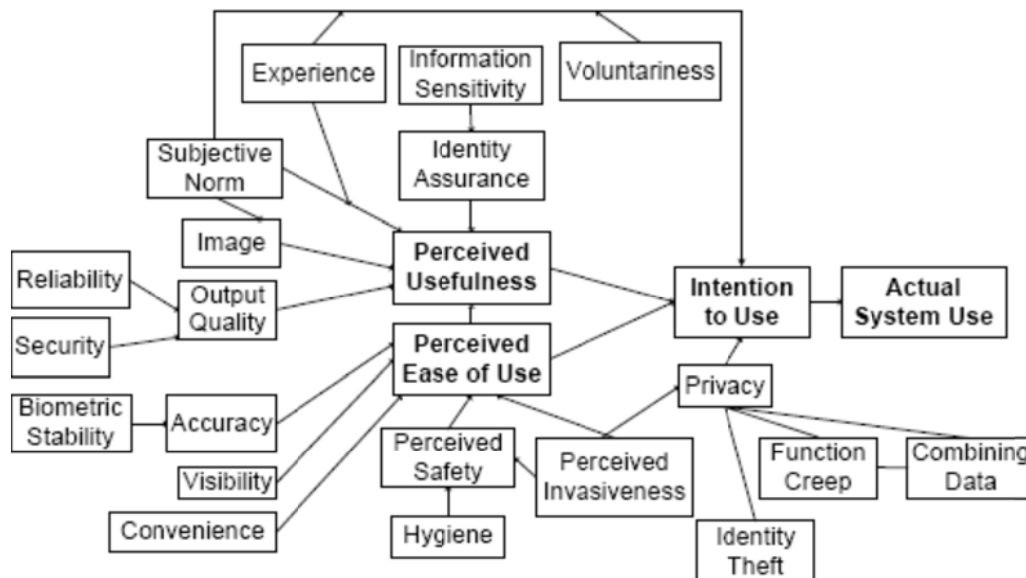 Experience
Information
Sensitivity
Voluntariness
Subjective
Norm
Identity
Assurance
Image
Perceived
Usefulness
Reliability
Output
Quality
Security
Intention
to Use
Actual
System Use
Perceived
Ease of Use
Biometric
Stability
Accuracy
Privacy
Visibility
Perceived
Safety
Perceived
Invasiveness
Function
Creep
Combining
Data
Convenience
Hygiene
Identity
Theft